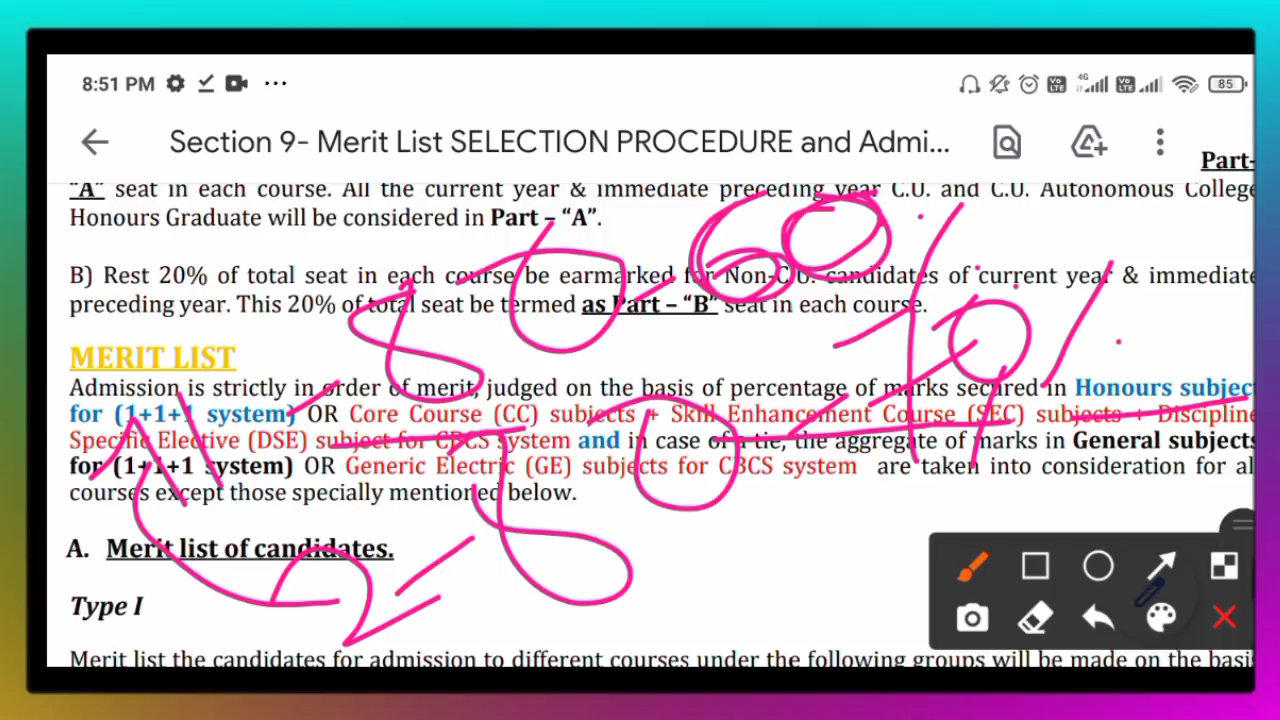 8:51 PM ... 85
Section 9- Merit List SELECTION PROCEDURE and Admi...
Part-
"A" seat in each course. All the current year & immediate preceding year C.U. and C.U. Autonomous College
Honours Graduate will be considered in Part – "A".
B) Rest 20% of total seat in each course be earmarked for Non-C.U. candidates of current year & immediate
preceding year. This 20% of total seat be termed as Part – "B" seat in each course.
MERIT LIST
Admission is strictly in order of merit, judged on the basis of percentage of marks secured in Honours subject
for (1+1+1 system) OR Core Course (CC) subjects + Skill Enhancement Course (SEC) subjects + Discipline
Specific Elective (DSE) subject for CBCS system and in case of a tie, the aggregate of marks in General subjects
for (1+1+1 system) OR Generic Electric (GE) subjects for CBCS system are taken into consideration for all
courses except those specially mentioned below.
A. Merit list of candidates.
Type I
Merit list the candidates for admission to different courses under the following groups will be made on the basis